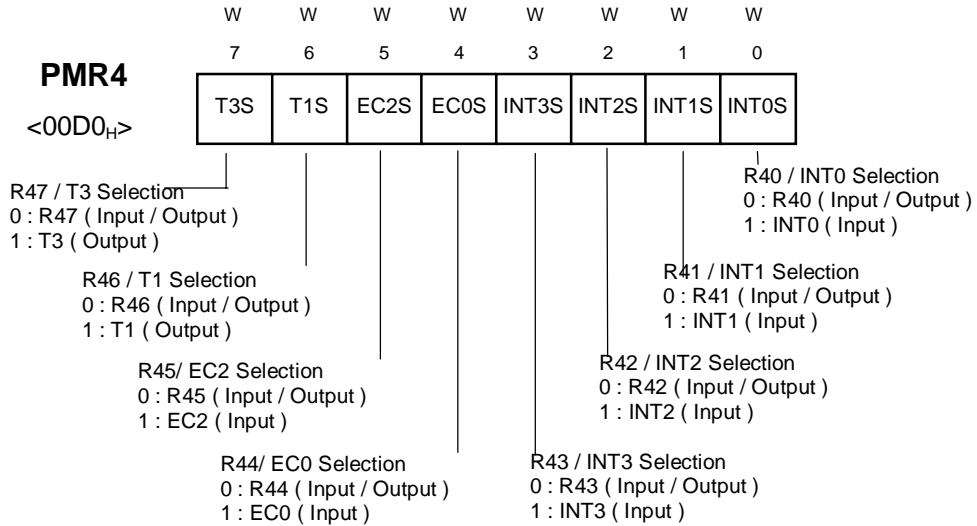 W W W W W W W W
7 6 5 4 3 2 1 0
PMR4
<00D0H>
T3S T1S EC2S EC0S INT3S INT2S INT1S INT0S
R47 / T3 Selection
0 : R47 ( Input / Output )
1 : T3 ( Output )
R40 / INT0 Selection
0 : R40 ( Input / Output )
1 : INT0 ( Input )
R46 / T1 Selection
0 : R46 ( Input / Output )
1 : T1 ( Output )
R41 / INT1 Selection
0 : R41 ( Input / Output )
1 : INT1 ( Input )
R45/ EC2 Selection
0 : R45 ( Input / Output )
1 : EC2 ( Input )
R42 / INT2 Selection
0 : R42 ( Input / Output )
1 : INT2 ( Input )
R44/ EC0 Selection
0 : R44 ( Input / Output )
1 : EC0 ( Input )
R43 / INT3 Selection
0 : R43 ( Input / Output )
1 : INT3 ( Input )